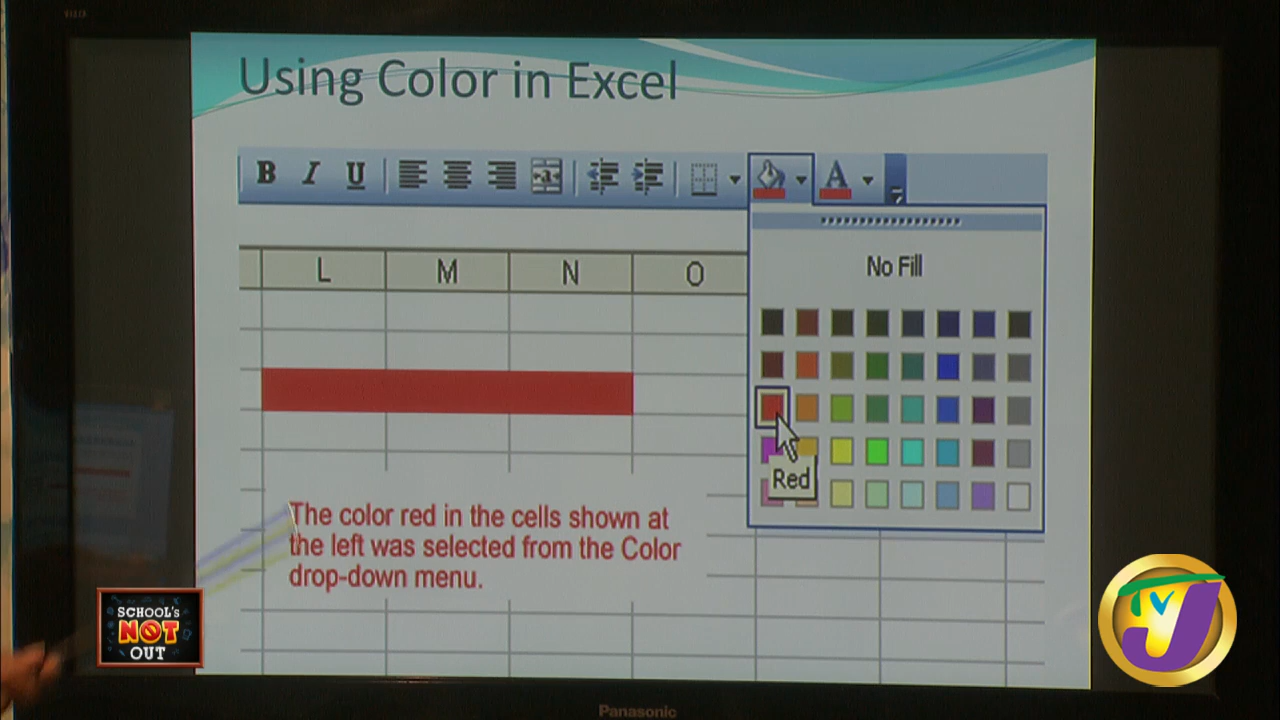 Using Color in Excel
B I U
a
A
L M N O
No Fill
Red
The color red in the cells shown at
the left was selected from the Color
drop-down menu.
SCHOOL's
NOT
OUT
TVJ
Panasonic